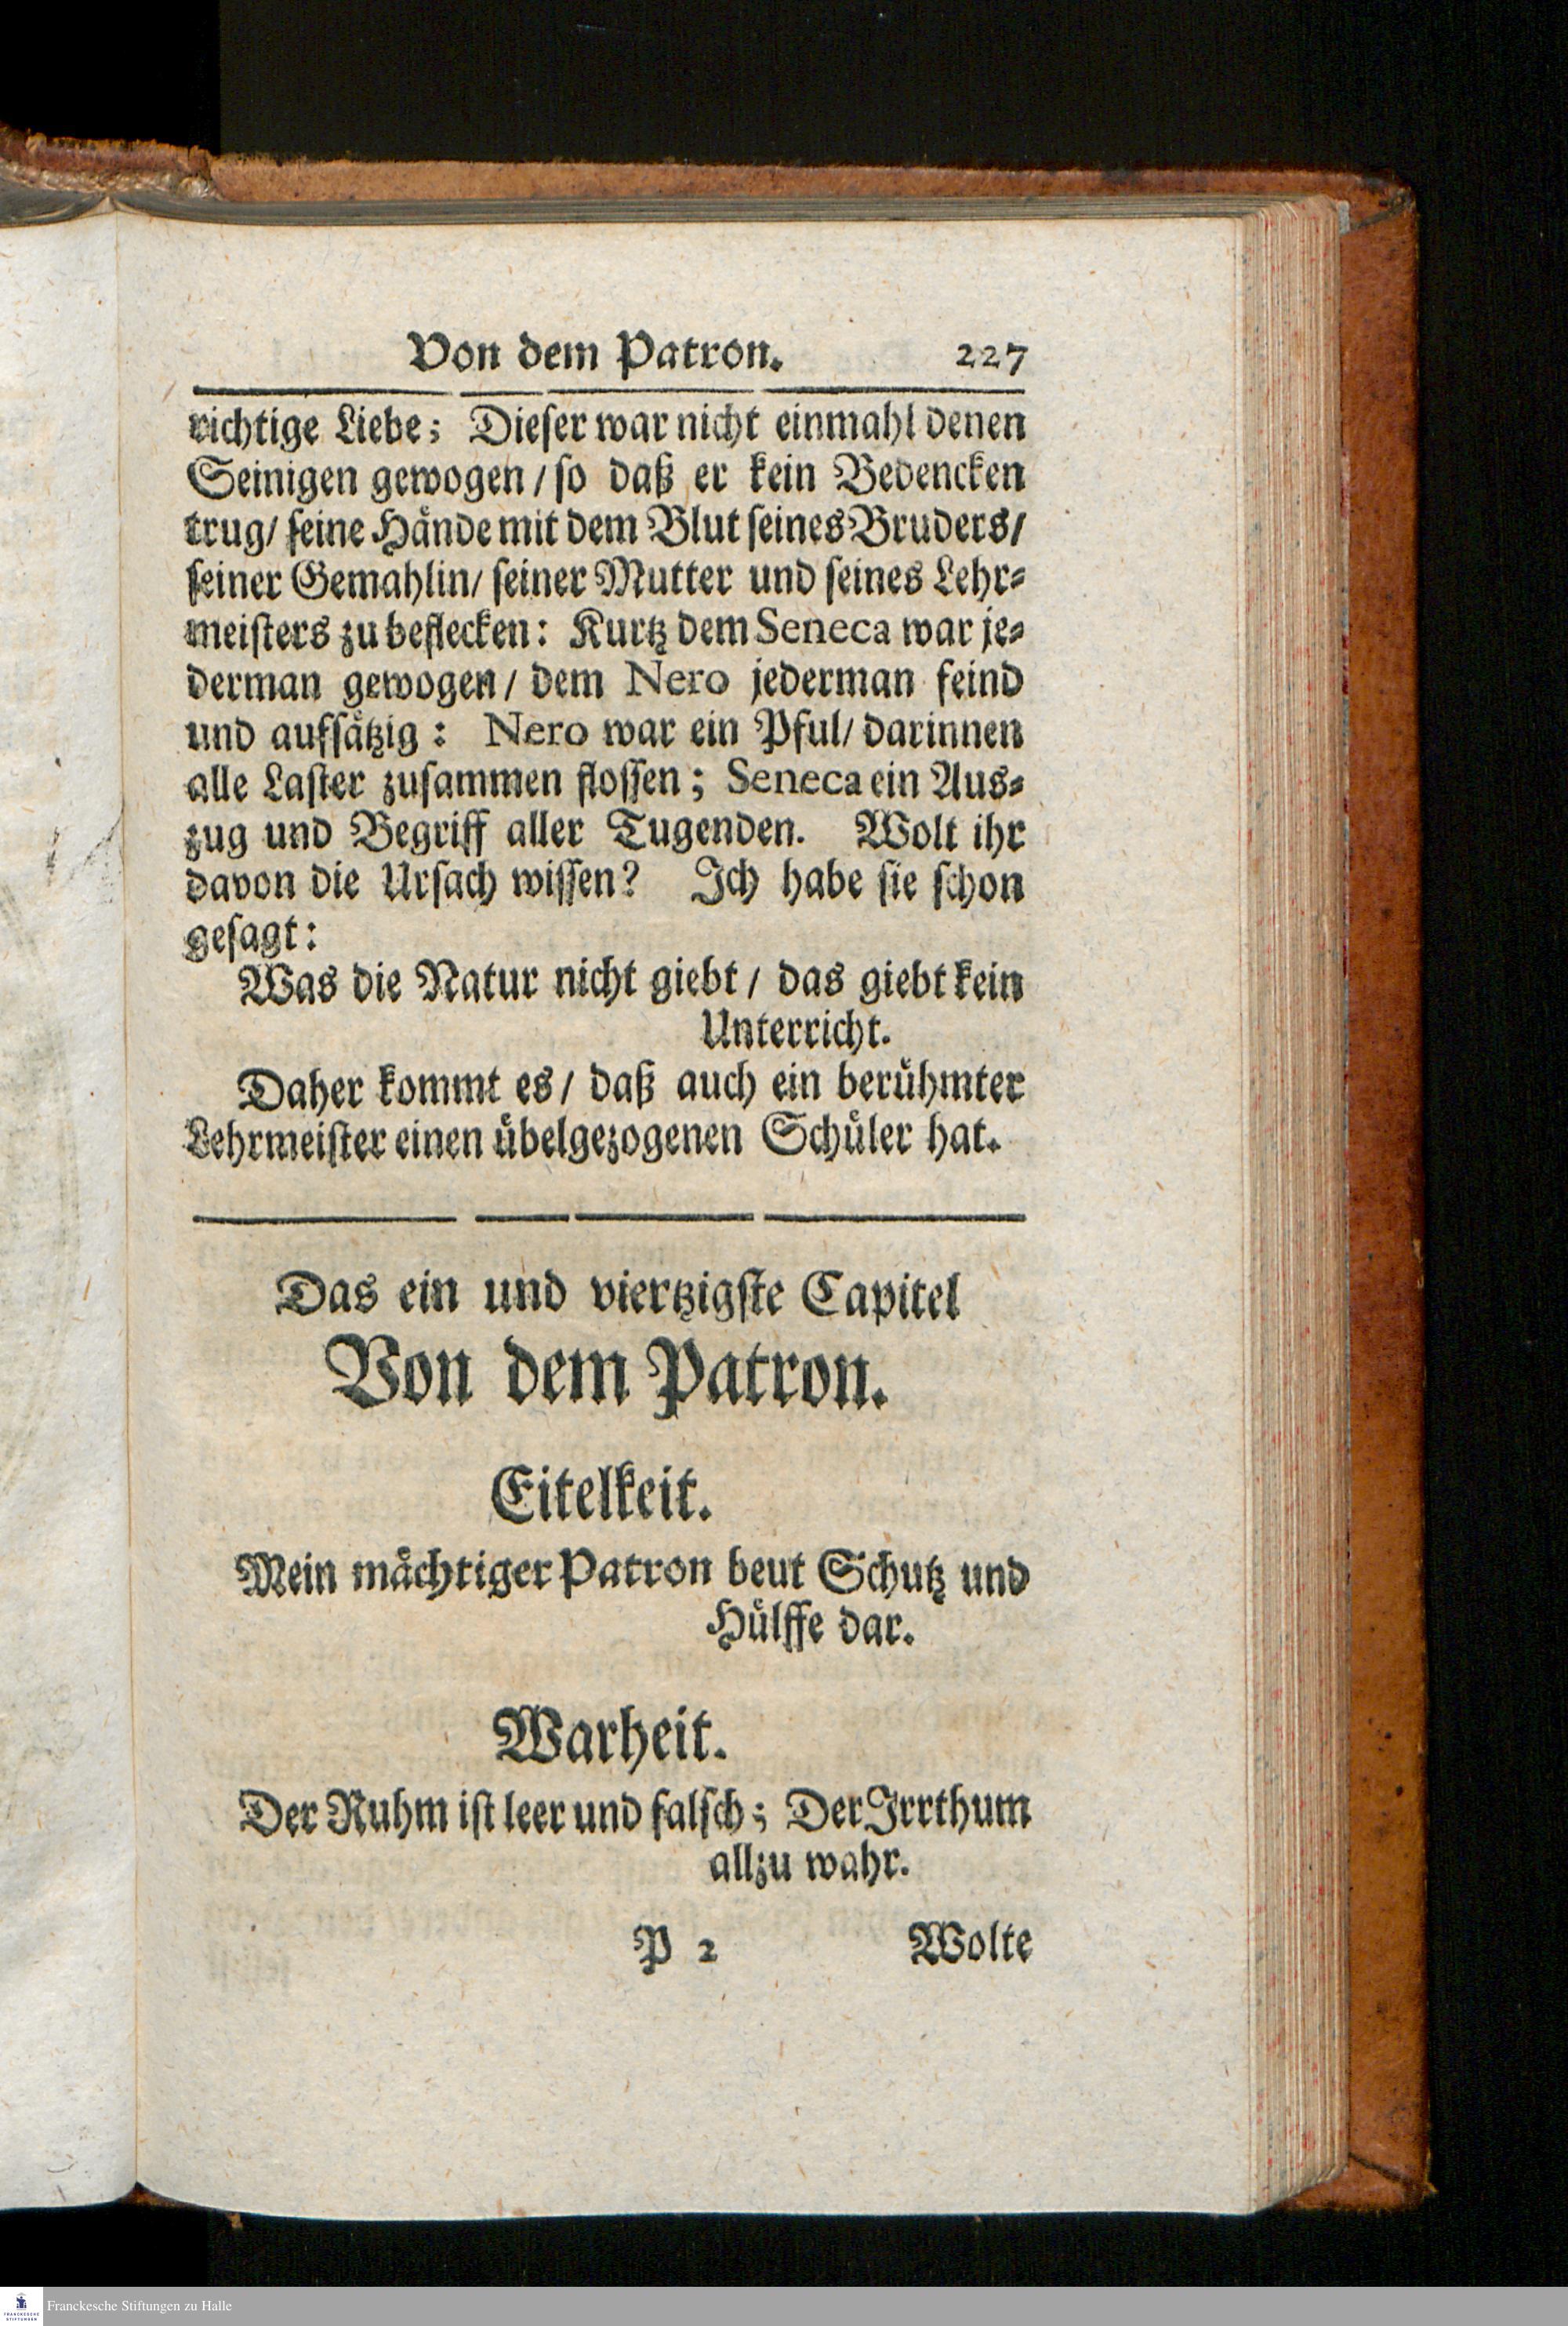 Von dem Patron. 227
richtige Liebe; Dieser war nicht einmahl denen
Seinigen gewogen / so daß er kein Bedencken
trug / seine Hände mit dem Blut seines Bruders /
seiner Gemahlin / seiner Mutter und seines Lehr-
meisters zu beflecken: Kurtz dem Seneca war je-
derman gewogen / dem Nero jederman feind
und aufsätzig: Nero war ein Pful / darinnen
alle Laster zusammen flossen; Seneca ein Aus-
zug und Begriff aller Tugenden. Wolt ihr
davon die Ursach wissen? Ich habe sie schon
gesagt:
Was die Natur nicht giebt / das giebt kein
Unterricht.
Daher kommt es / daß auch ein berühmter
Lehrmeister einen übelgezogenen Schüler hat.
Das ein und viertzigste Capitel
Von dem Patron.
Eitelkeit.
Mein mächtiger Patron beut Schutz und
Hülffe dar.
Warheit.
Der Ruhm ist leer und falsch; Der Irrthum
allzu wahr.
P 2 Wolte
FRANCKESCHE STIFTUNGEN
Franckesche Stiftungen zu Halle